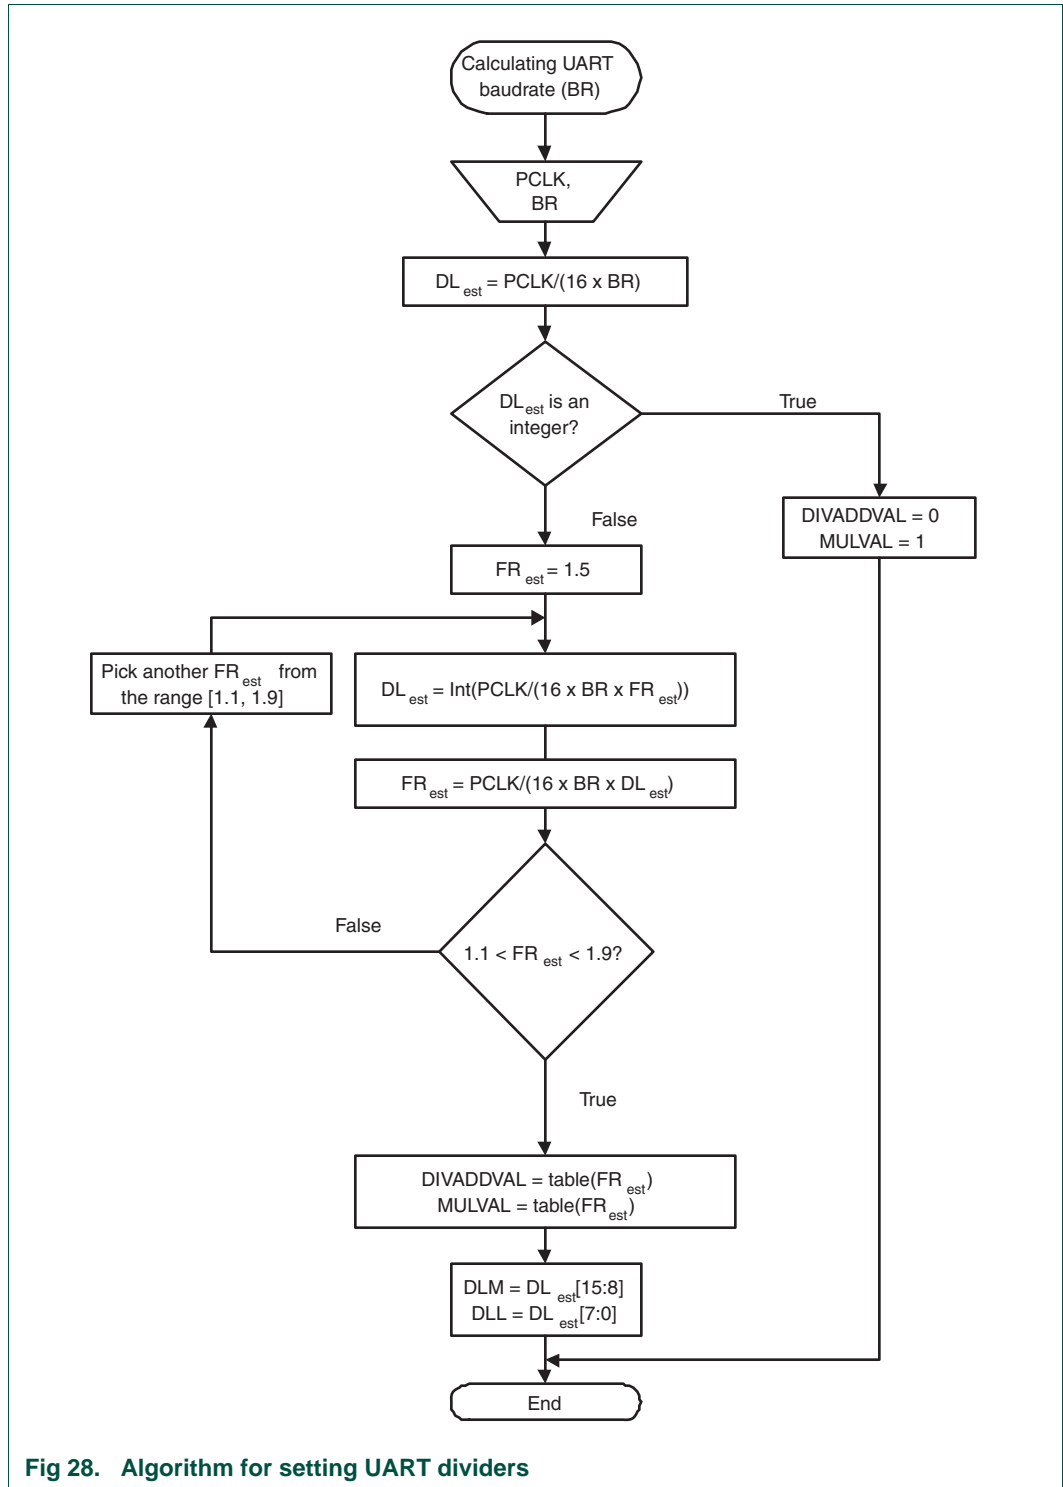 Calculating UART
baudrate (BR)
PCLK,
BR
DL est = PCLK/(16 x BR)
DL est is an
integer?
True
False
DIVADDVAL = 0
MULVAL = 1
FR est = 1.5
Pick another FR est from
the range [1.1, 1.9]
DL est = Int(PCLK/(16 x BR x FR est))
FR est = PCLK/(16 x BR x DL est)
False
1.1 < FR est < 1.9?
True
DIVADDVAL = table(FR est)
MULVAL = table(FR est)
DLM = DL est [15:8]
DLL = DL est [7:0]
End
Fig 28. Algorithm for setting UART dividers